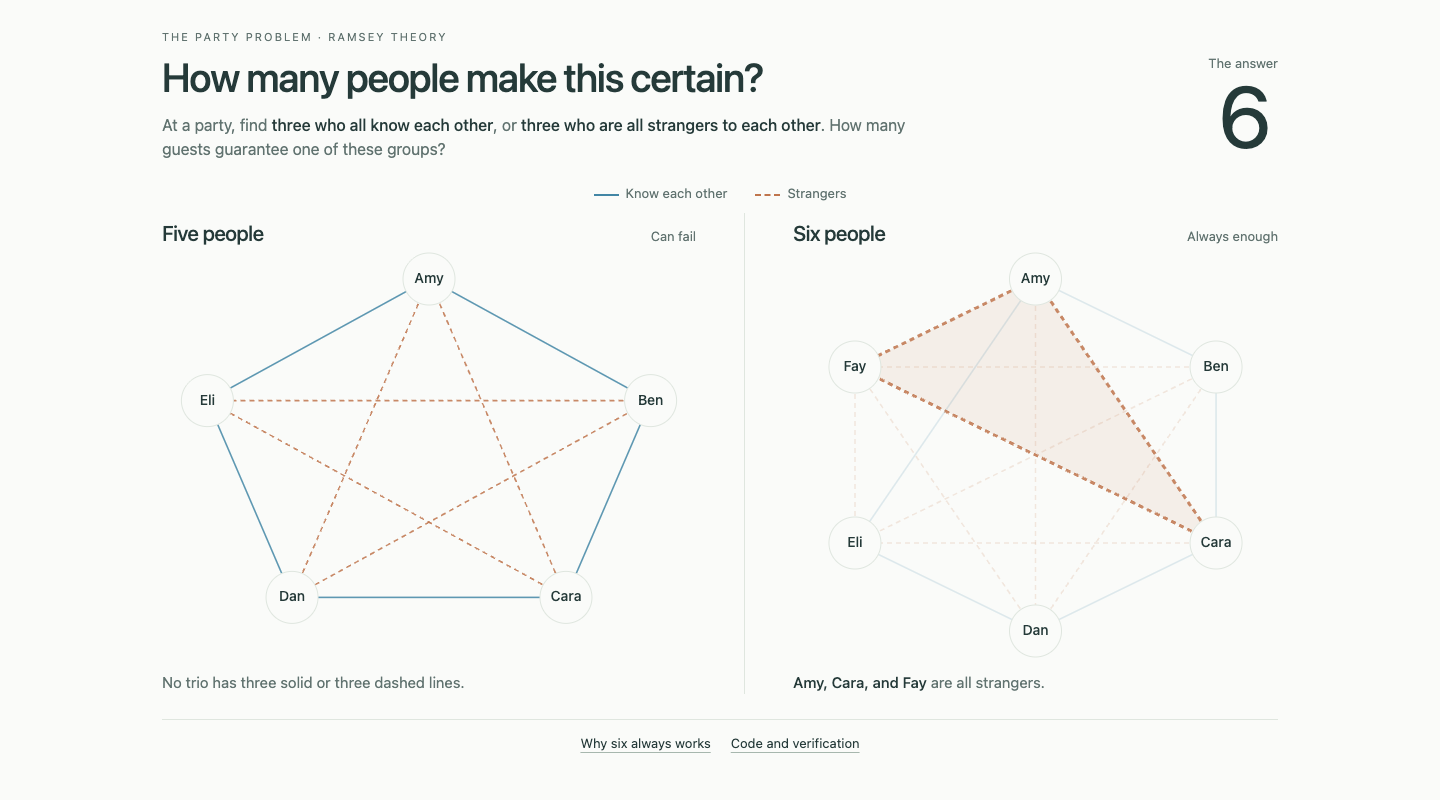 THE PARTY PROBLEM · RAMSEY THEORY
How many people make this certain?
At a party, find three who all know each other, or three who are all strangers to each other. How many
guests guarantee one of these groups?
The answer
6
Know each other
Strangers
Five people
Can fail
Amy
Eli
Ben
Dan
Cara
No trio has three solid or three dashed lines.
Six people
Always enough
Amy
Fay
Ben
Eli
Cara
Dan
Amy, Cara, and Fay are all strangers.
Why six always works
Code and verification